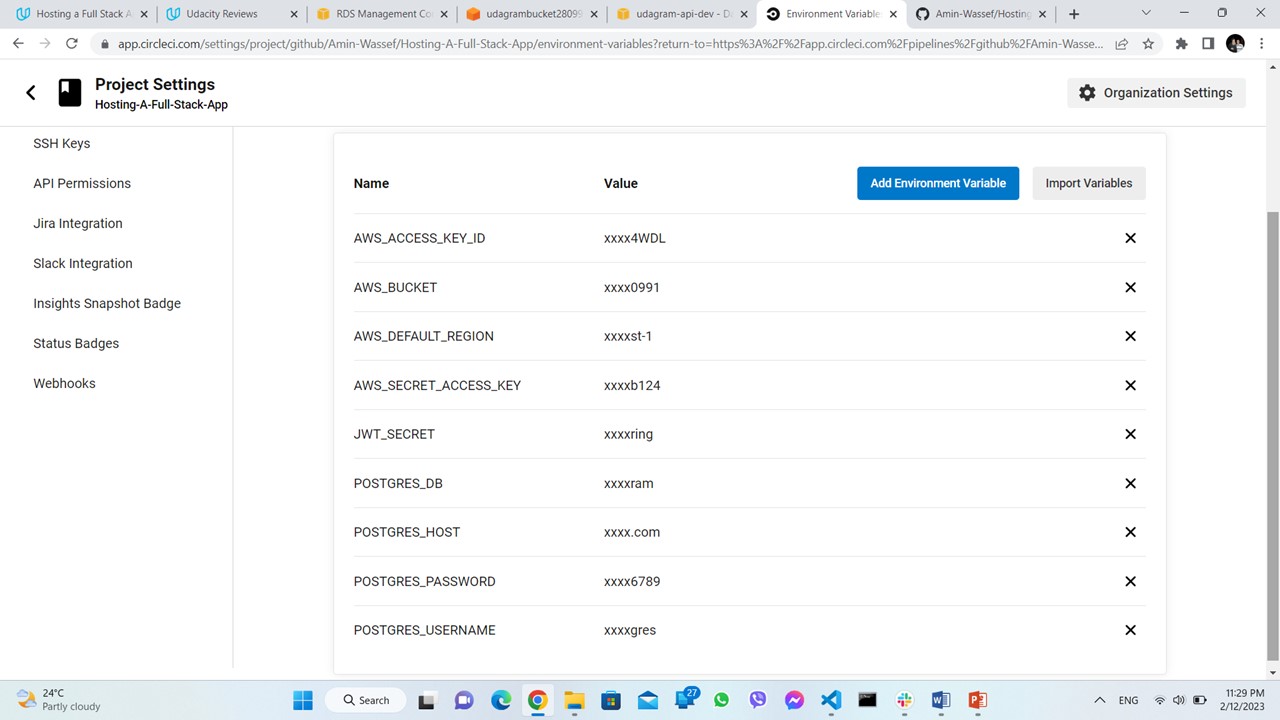 Hosting a Full Stack A
Udacity Reviews
RDS Management Co
udagrambucket28099
udagram-api-dev - Da
Environment Variable
Amin-Wassef/Hosting
app.circleci.com/settings/project/github/Amin-Wassef/Hosting-A-Full-Stack-App/environment-variables?return-to=https%3A%2F%2Fapp.circleci.com%2Fpipelines%2Fgithub%2FAmin-Wasse...
Project Settings
Hosting-A-Full-Stack-App
Organization Settings
SSH Keys
API Permissions
Jira Integration
Slack Integration
Insights Snapshot Badge
Status Badges
Webhooks
Name Value Add Environment Variable Import Variables
AWS_ACCESS_KEY_ID xxxx4WDL
AWS_BUCKET xxxx0991
AWS_DEFAULT_REGION xxxxst-1
AWS_SECRET_ACCESS_KEY xxxxb124
JWT_SECRET xxxxring
POSTGRES_DB xxxxram
POSTGRES_HOST xxxx.com
POSTGRES_PASSWORD xxxx6789
POSTGRES_USERNAME xxxxgres
24°C
Partly cloudy
Search
27
ENG
11:29 PM
2/12/2023